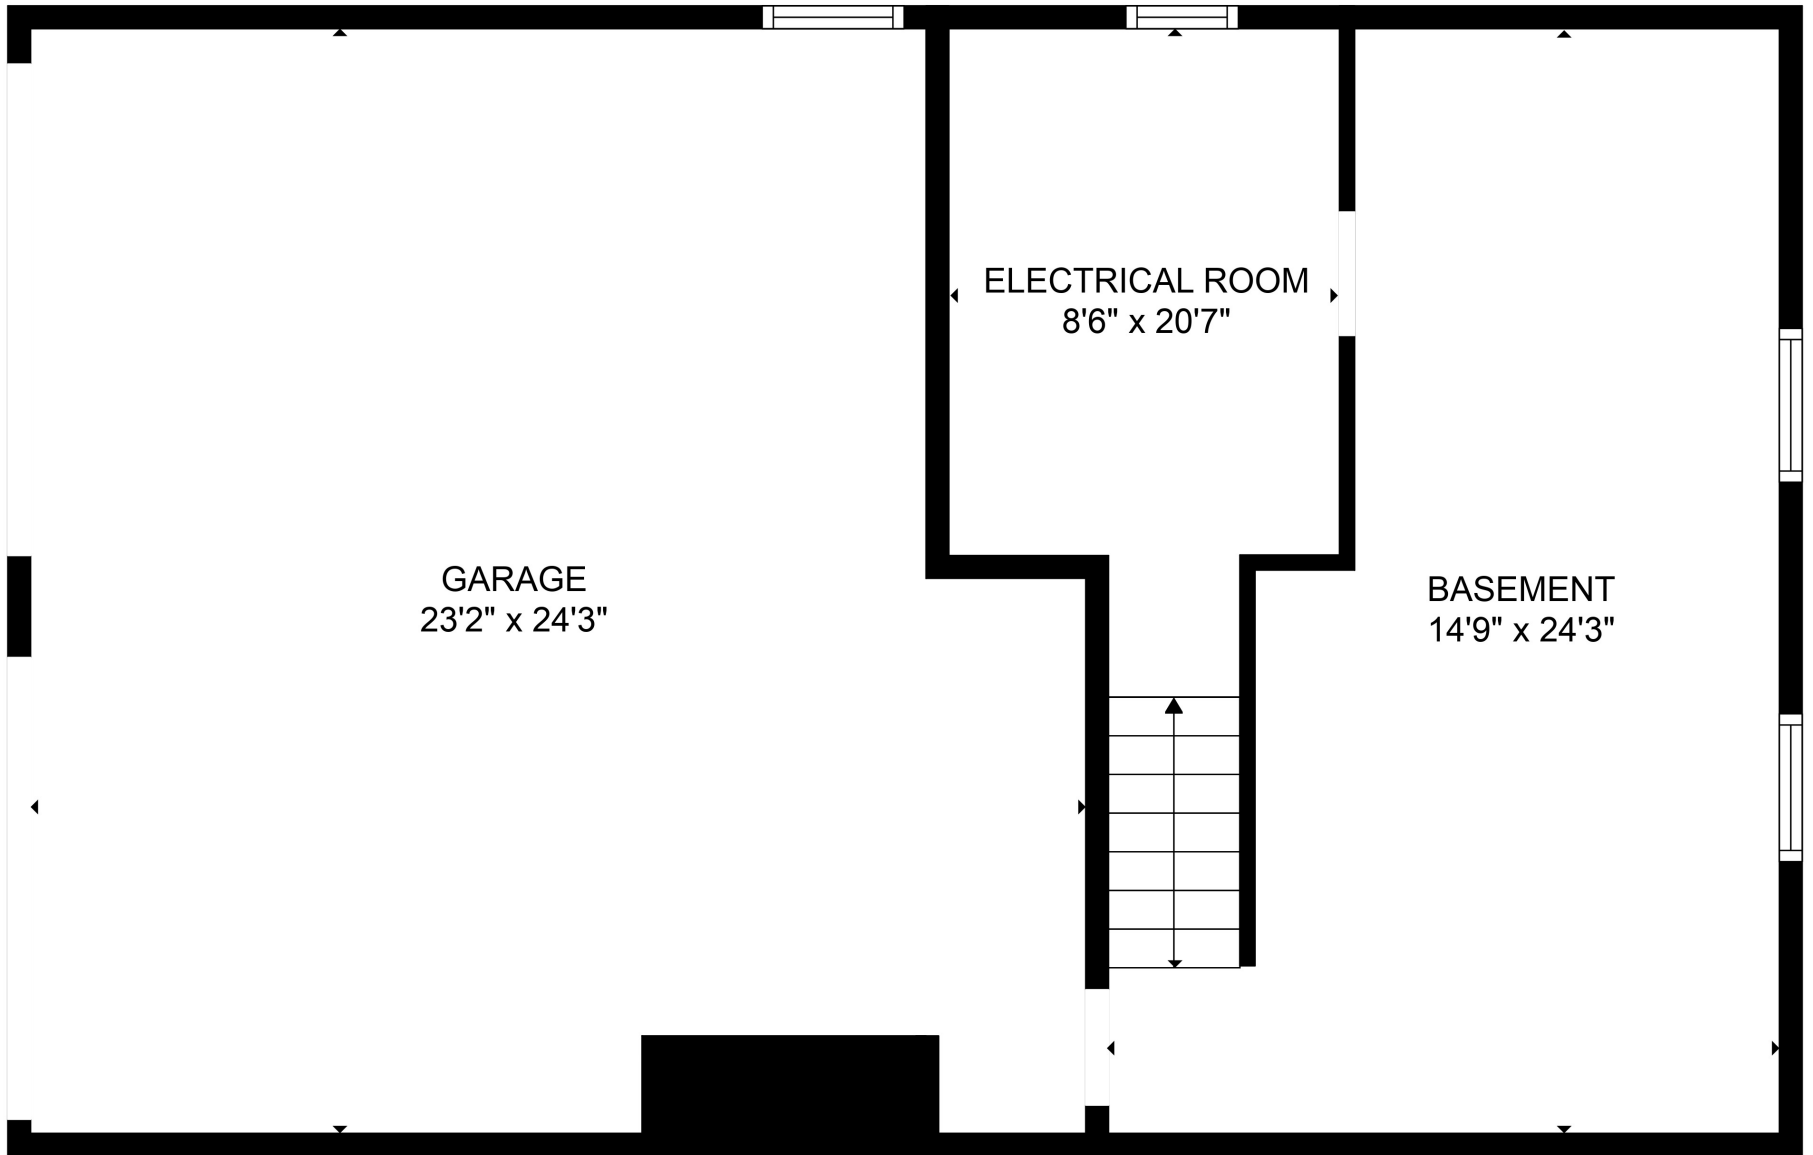 ELECTRICAL ROOM
8'6" x 20'7"
GARAGE
23'2" x 24'3"
BASEMENT
14'9" x 24'3"